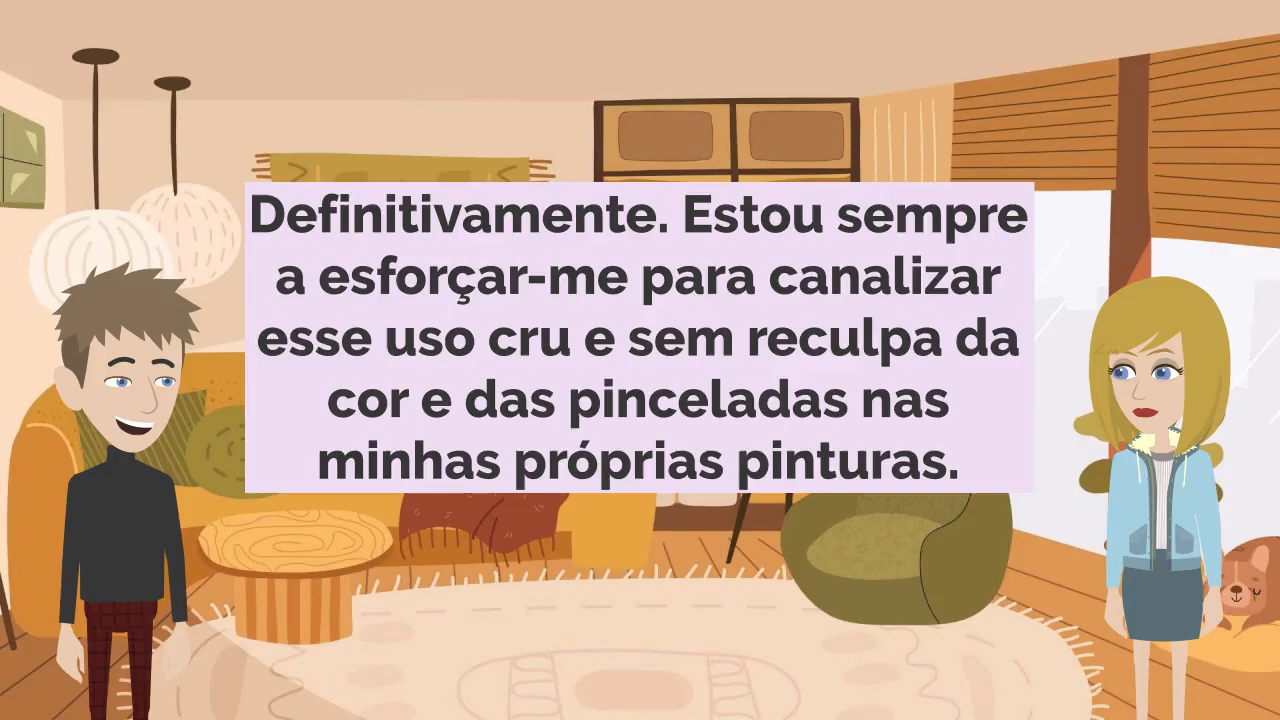 Definitivamente. Estou sempre
a esforçar-me para canalizar
esse uso cru e sem reculpa da
cor e das pinceladas nas
minhas próprias pinturas.